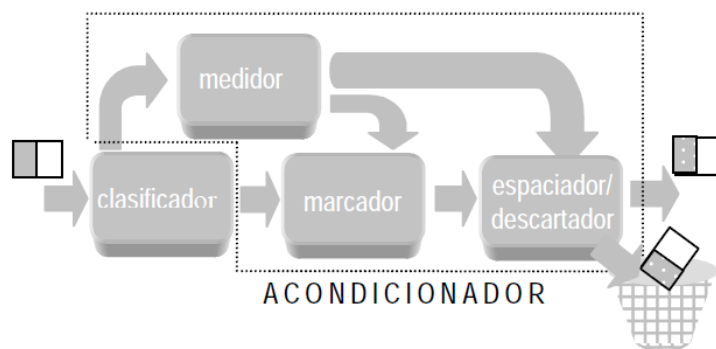 medidor
clasificador
marcador
espaciador/
descartador
ACONDICIONADOR